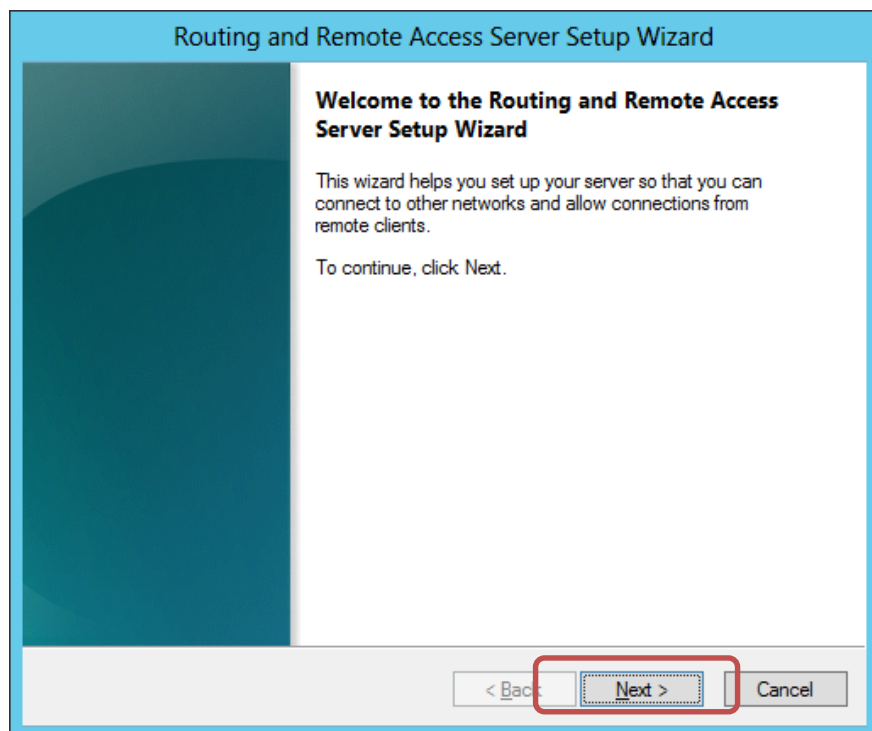 Routing and Remote Access Server Setup Wizard
Welcome to the Routing and Remote Access
Server Setup Wizard
This wizard helps you set up your server so that you can
connect to other networks and allow connections from
remote clients.
To continue, click Next.
< Back
Next >
Cancel